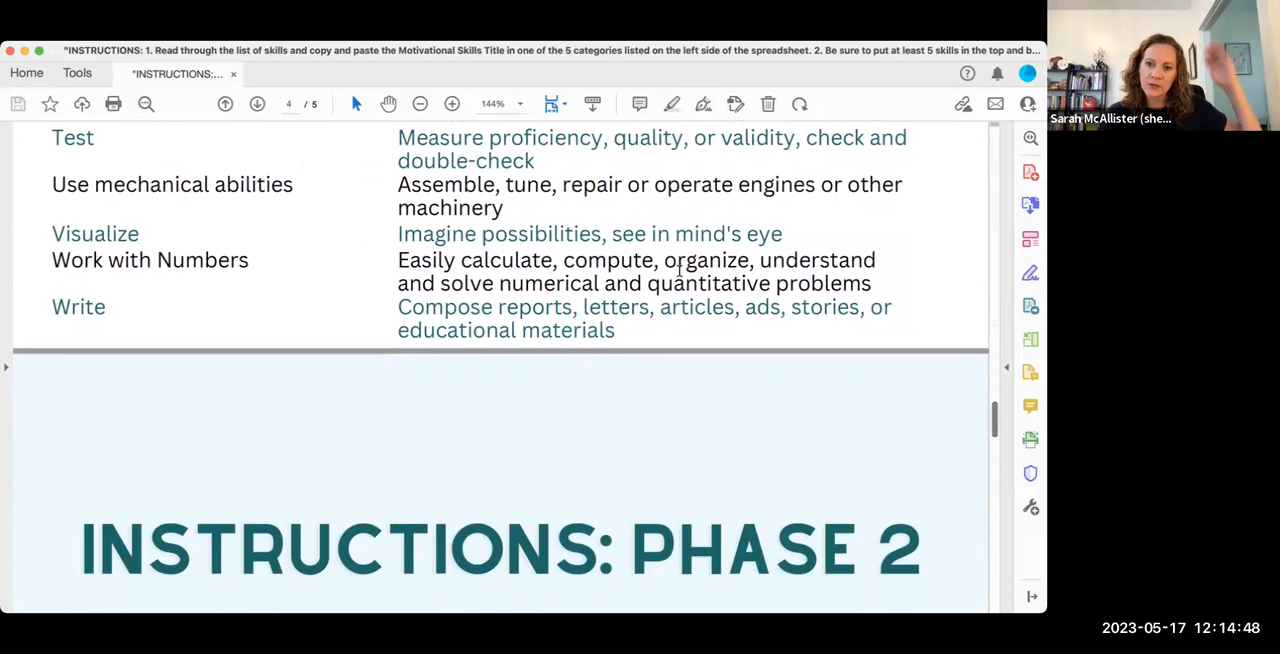 "INSTRUCTIONS: 1. Read through the list of skills and copy and paste the Motivational Skills Title in one of the 5 categories listed on the left side of the spreadsheet. 2. Be sure to put at least 5 skills in the top and b...
Home Tools "INSTRUCTIONS:... ×
4 / 5 144%
Sarah McAllister (she...
Test Measure proficiency, quality, or validity, check and
double-check
Use mechanical abilities Assemble, tune, repair or operate engines or other
machinery
Visualize Imagine possibilities, see in mind's eye
Work with Numbers Easily calculate, compute, organize, understand
and solve numerical and quantitative problems
Write Compose reports, letters, articles, ads, stories, or
educational materials
INSTRUCTIONS: PHASE 2
2023-05-17 12:14:48